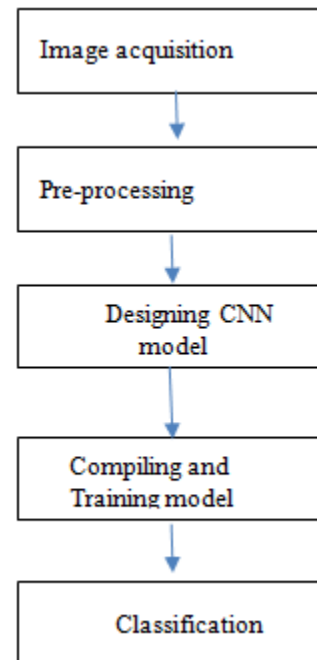 Image acquisition
Pre-processing
Designing CNN
model
Compiling and
Training model
Classification